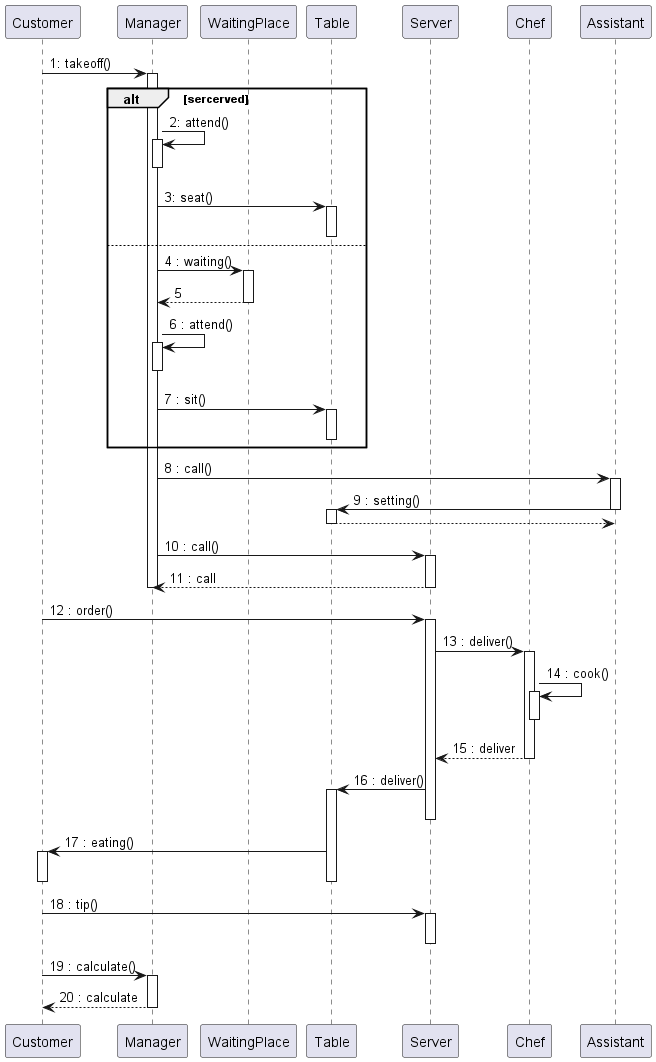 Customer Manager WaitingPlace Table Server Chef Assistant
1: takeoff()
alt [sercerved]
2: attend()
3: seat()
4 : waiting()
5
6 : attend()
7 : sit()
8 : call()
9 : setting()
10 : call()
11 : call
12 : order()
13 : deliver()
14 : cook()
15 : deliver
16 : deliver()
17 : eating()
18 : tip()
19 : calculate()
20 : calculate
Customer Manager WaitingPlace Table Server Chef Assistant